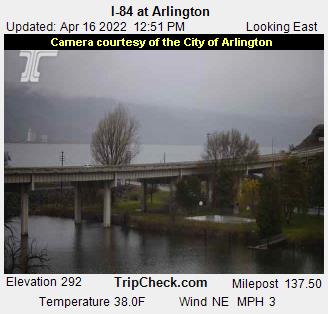 I-84 at Arlington
Updated: Apr 16 2022 12:51 PM Looking East
Camera courtesy of the City of Arlington
Elevation 292 TripCheck.com Milepost 137.50
Temperature 38.0F Wind NE MPH 3